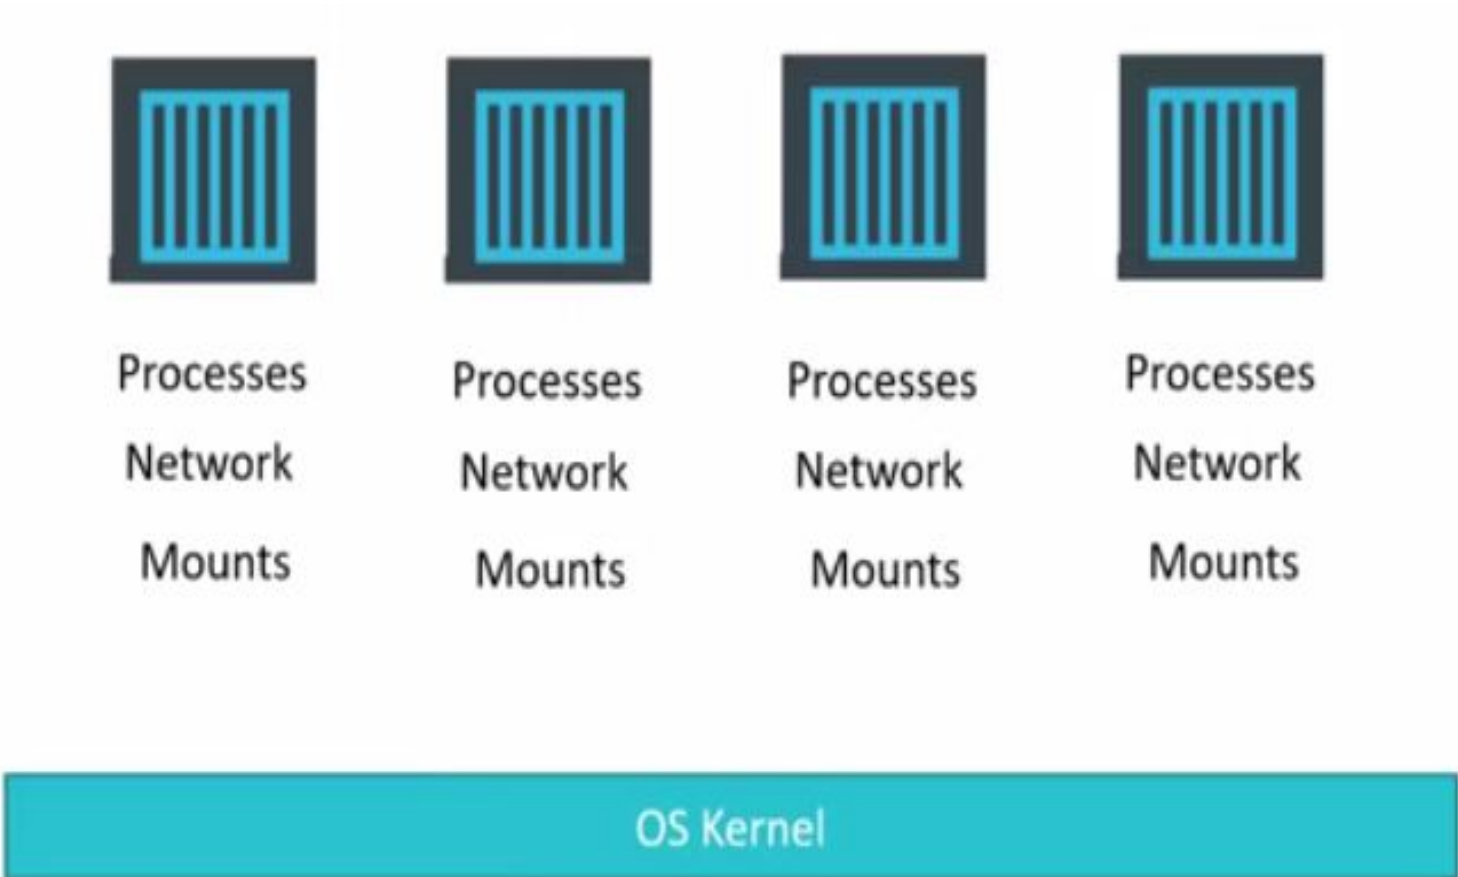 Processes Processes Processes Processes
Network Network Network Network
Mounts Mounts Mounts Mounts
OS Kernel